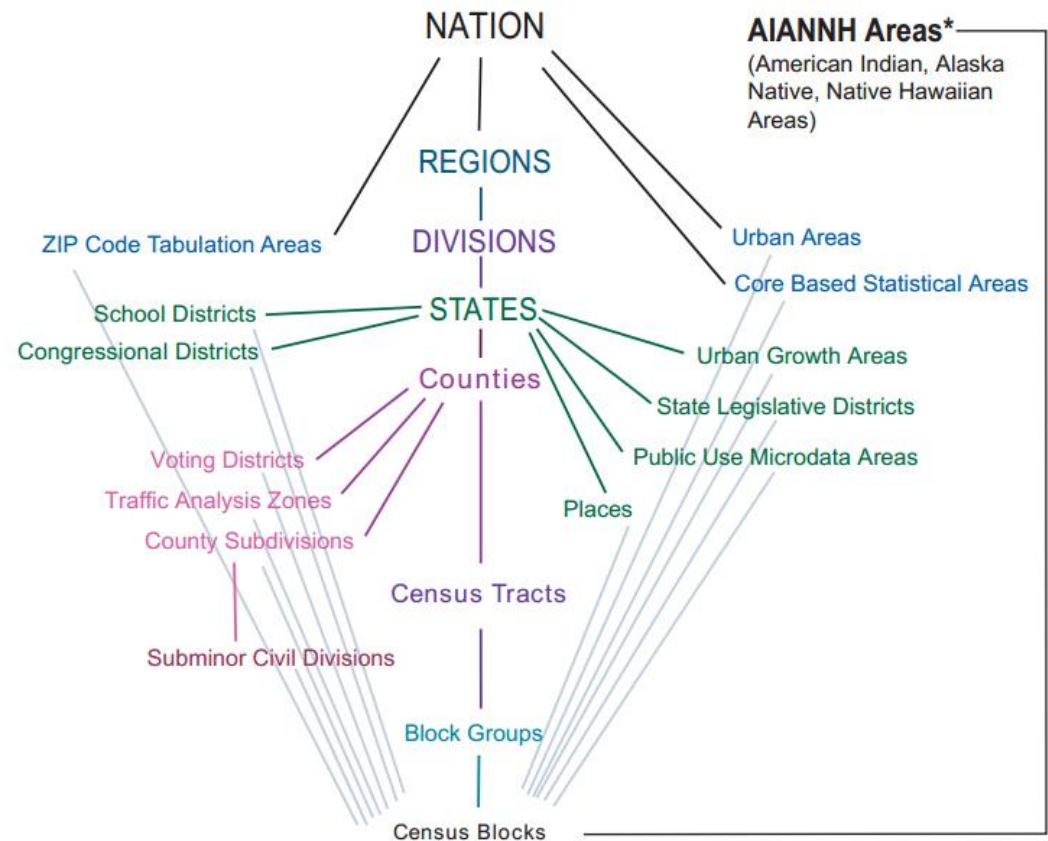 NATION
AIANNH Areas*
(American Indian, Alaska
Native, Native Hawaiian
Areas)
REGIONS
ZIP Code Tabulation Areas
DIVISIONS
Urban Areas
Core Based Statistical Areas
School Districts
STATES
Congressional Districts
Urban Growth Areas
Counties
State Legislative Districts
Voting Districts
Public Use Microdata Areas
Traffic Analysis Zones
Places
County Subdivisions
Census Tracts
Subminor Civil Divisions
Block Groups
Census Blocks